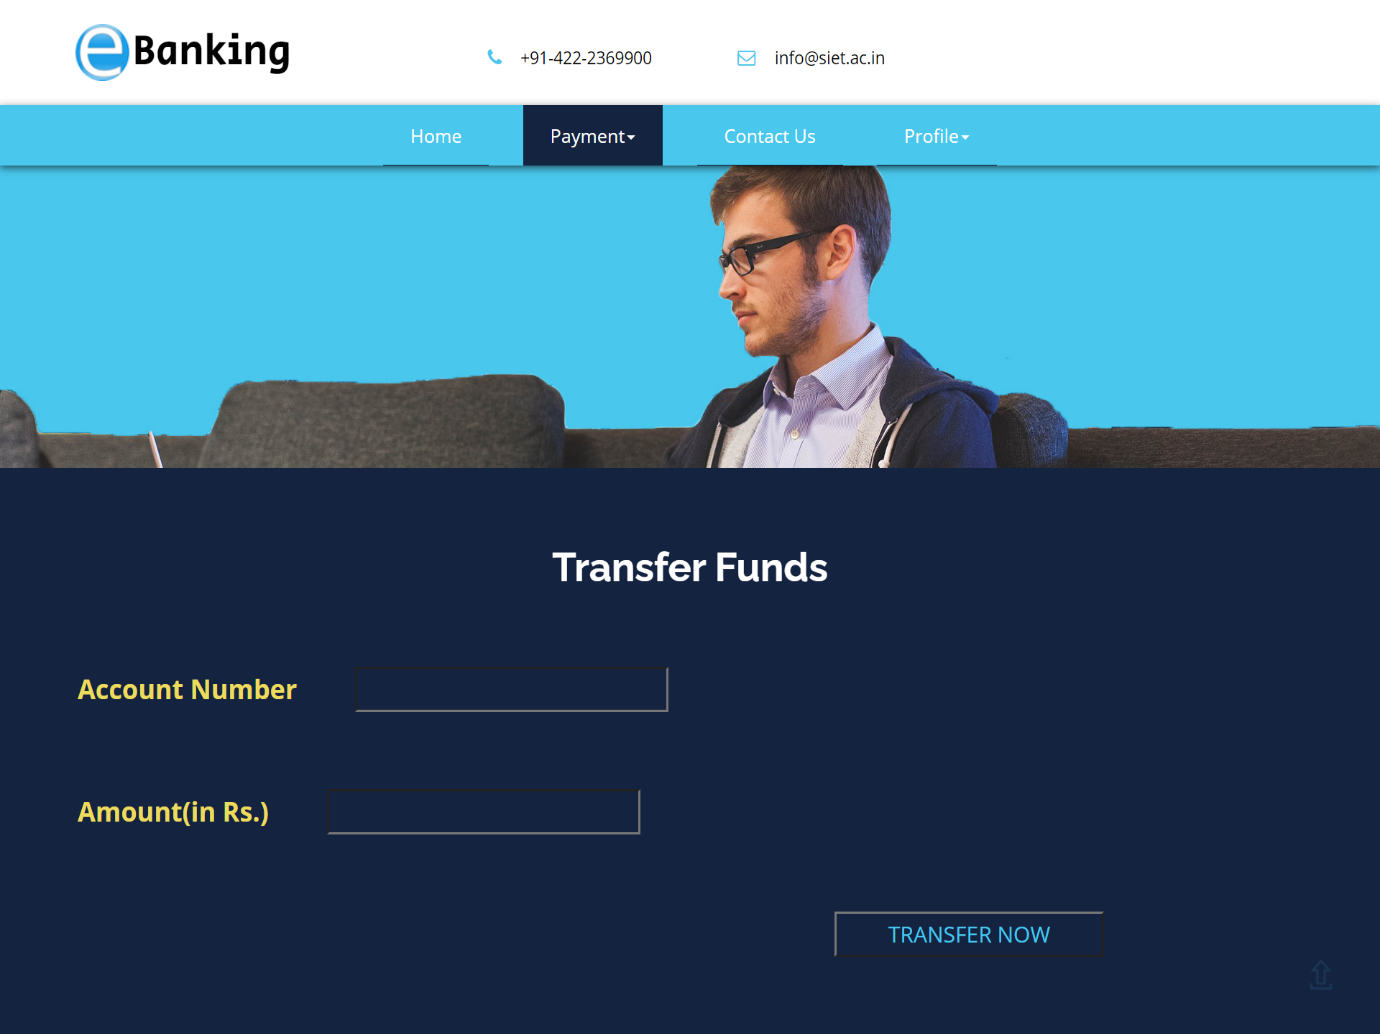 eBanking
+91-422-2369900
info@siet.ac.in
Home
Payment
Contact Us
Profile
Transfer Funds
Account Number
Amount(in Rs.)
TRANSFER NOW